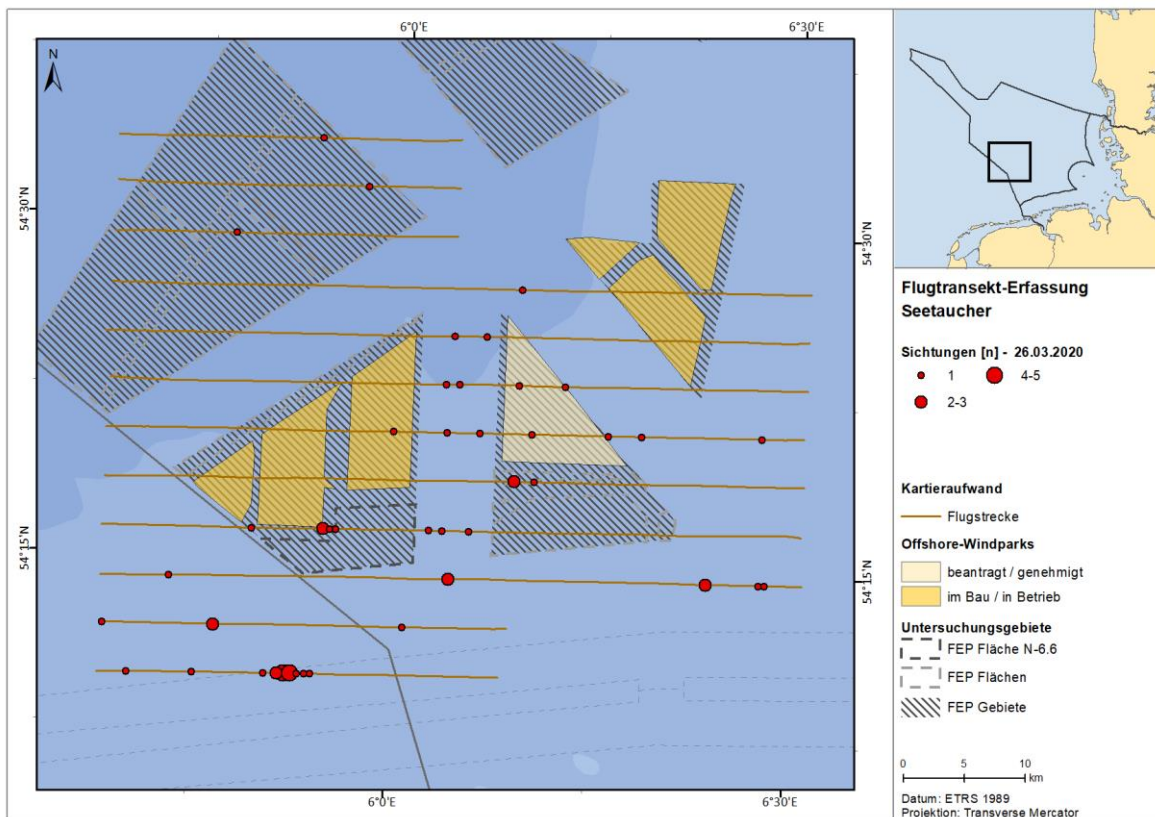 6°0'E
6°30'E
N
54°30'N
54°30'N
54°15'N
54°15'N
6°0'E
6°30'E
Flugtransekt-Erfassung
Seetaucher
Sichtungen [n] - 26.03.2020
1
4-5
2-3
Kartieraufwand
Flugstrecke
Offshore-Windparks
beantragt / genehmigt
im Bau / in Betrieb
Untersuchungsgebiete
FEP Fläche N-6.6
FEP Flächen
FEP Gebiete
0 5 10
km
Datum: ETRS 1989
Projektion: Transverse Mercator